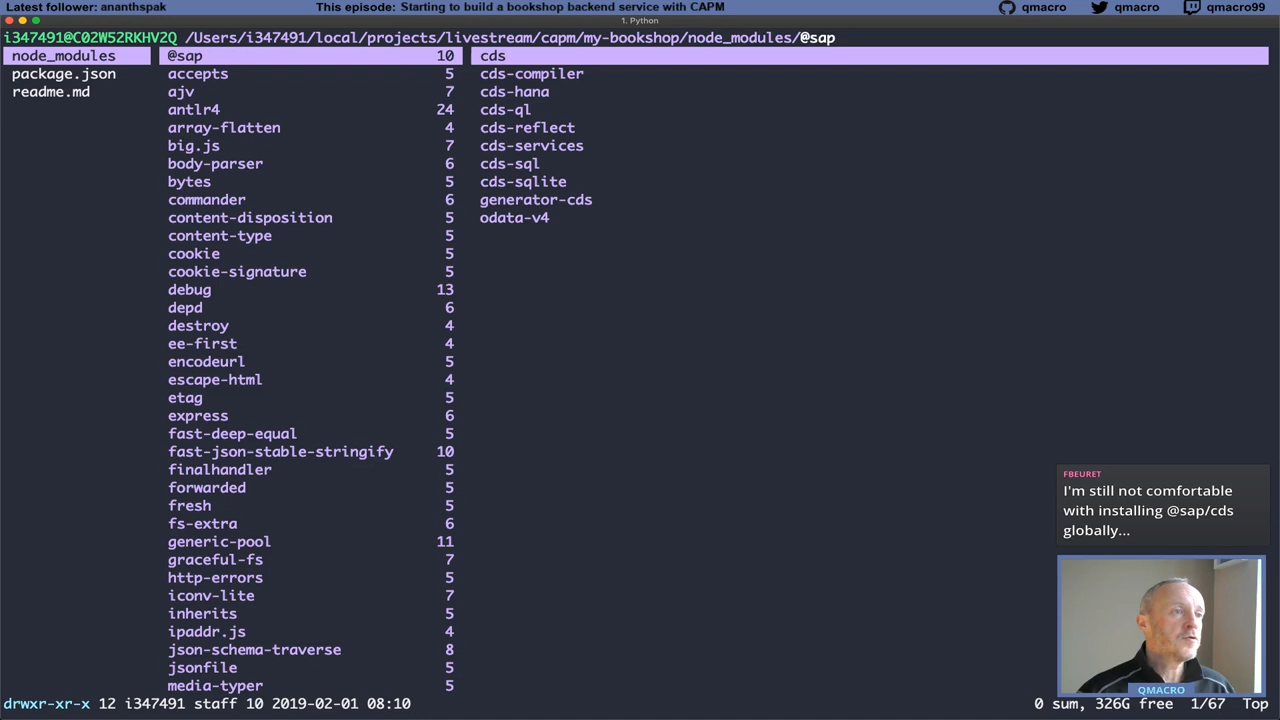 Latest follower: ananthspak
This episode: Starting to build a bookshop backend service with CAPM
qmacro
qmacro
qmacro99
1. Python
i347491@C02W52RKHV2Q /Users/i347491/local/projects/livestream/capm/my-bookshop/node_modules/@sap
node_modules @sap 10 cds
package.json accepts 5 cds-compiler
readme.md ajv 7 cds-hana
antlr4 24 cds-ql
array-flatten 4 cds-reflect
big.js 7 cds-services
body-parser 6 cds-sql
bytes 5 cds-sqlite
commander 6 generator-cds
content-disposition 5 odata-v4
content-type 5
cookie 5
cookie-signature 5
debug 13
depd 6
destroy 4
ee-first 4
encodeurl 5
escape-html 4
etag 5
express 6
fast-deep-equal 5
fast-json-stable-stringify 10
finalhandler 5
forwarded 5
fresh 5
fs-extra 6
generic-pool 11
graceful-fs 7
http-errors 5
iconv-lite 7
inherits 5
ipaddr.js 4
json-schema-traverse 8
jsonfile 5
media-typer 5
FBEURET
I'm still not comfortable
with installing @sap/cds
globally...
QMACRO
drwxr-xr-x 12 i347491 staff 10 2019-02-01 08:10 0 sum, 326G free 1/67 Top